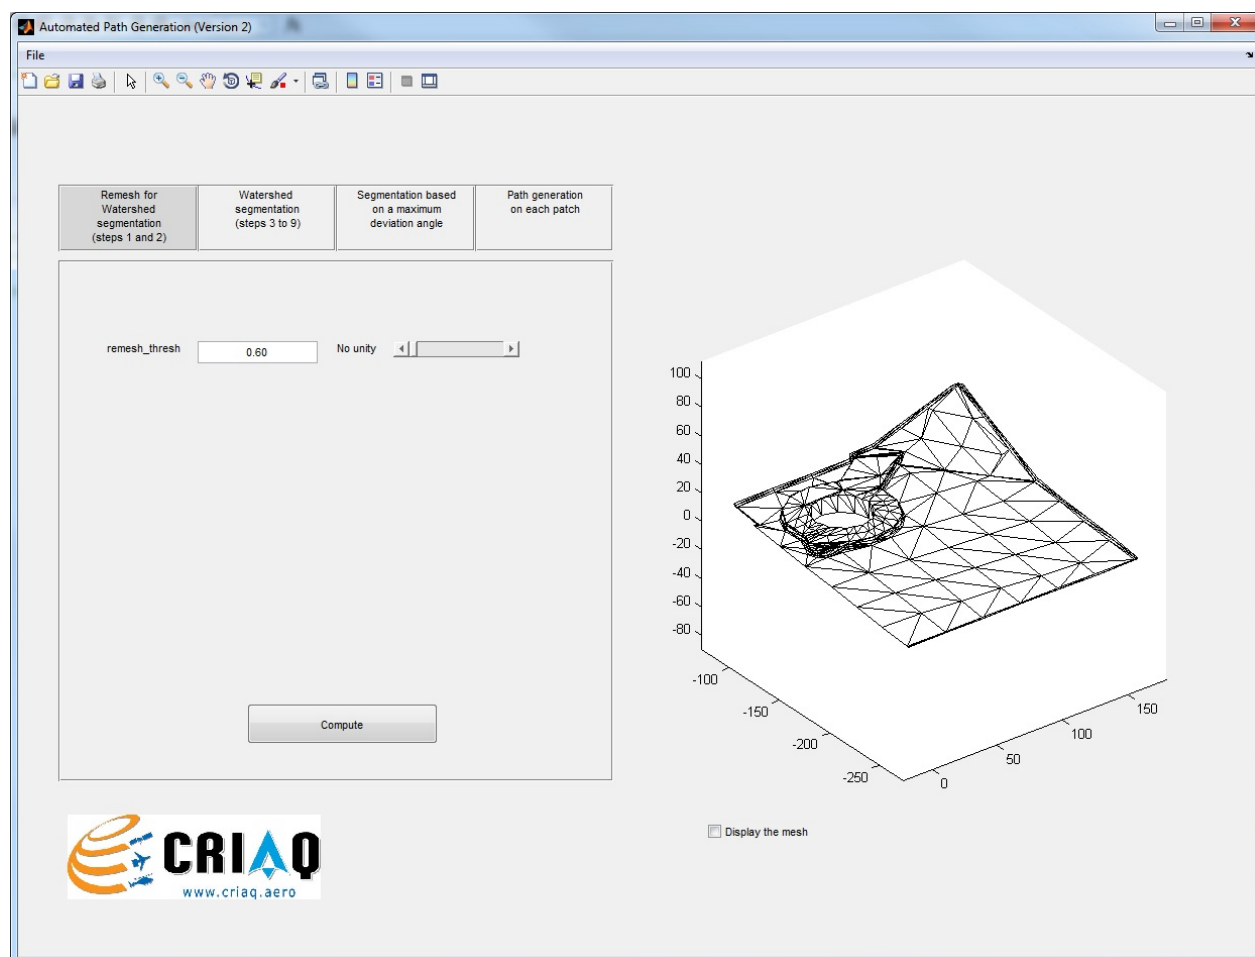 Automated Path Generation (Version 2)
File
Remesh for
Watershed
segmentation
(steps 1 and 2)
Watershed
segmentation
(steps 3 to 9)
Segmentation based
on a maximum
deviation angle
Path generation
on each patch
remesh_thresh
0.60
No unity
Compute
100
80
60
40
20
0
-20
-40
-60
-80
-100
-150
-200
-250
0
50
100
150
Display the mesh
CRIAQ
www.criaq.aero